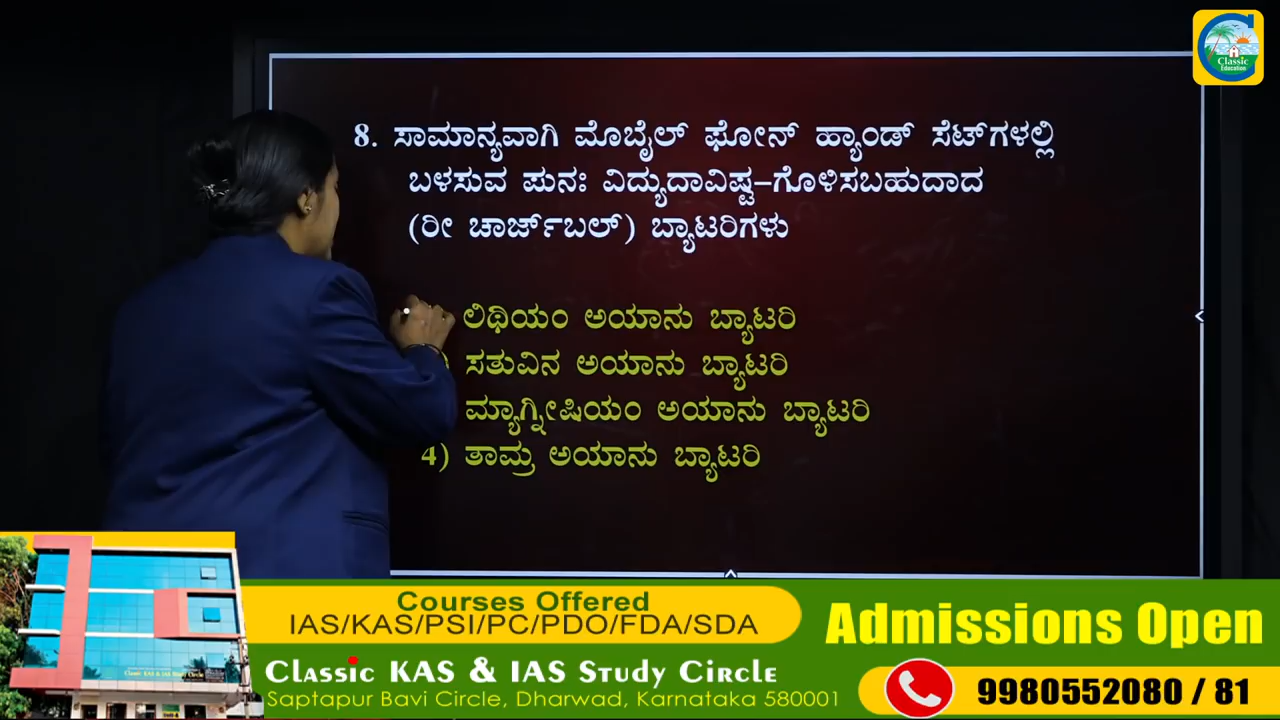 Classic
Education
8. ಸಾಮಾನ್ಯವಾಗಿ ಮೊಬೈಲ್ ಫೋನ್ ಹ್ಯಾಂಡ್ ಸೆಟ್‌ಗಳಲ್ಲಿ
ಬಳಸುವ ಪುನಃ ವಿದ್ಯುದಾವಿಷ್ಟ-ಗೊಳಿಸಬಹುದಾದ
(ರೀ ಚಾರ್ಜ್‌ಬಲ್) ಬ್ಯಾಟರಿಗಳು
ಲಿಥಿಯಂ ಅಯಾನು ಬ್ಯಾಟರಿ
) ಸತುವಿನ ಅಯಾನು ಬ್ಯಾಟರಿ
ಮ್ಯಾಗ್ನೀಷಿಯಂ ಅಯಾನು ಬ್ಯಾಟರಿ
4) ತಾಮ್ರ ಅಯಾನು ಬ್ಯಾಟರಿ
Courses Offered
IAS/KAS/PSI/PC/PDO/FDA/SDA
Classic KAS & IAS Study Circle
Saptapur Bavi Circle, Dharwad, Karnataka 580001
Admissions Open
9980552080 / 81